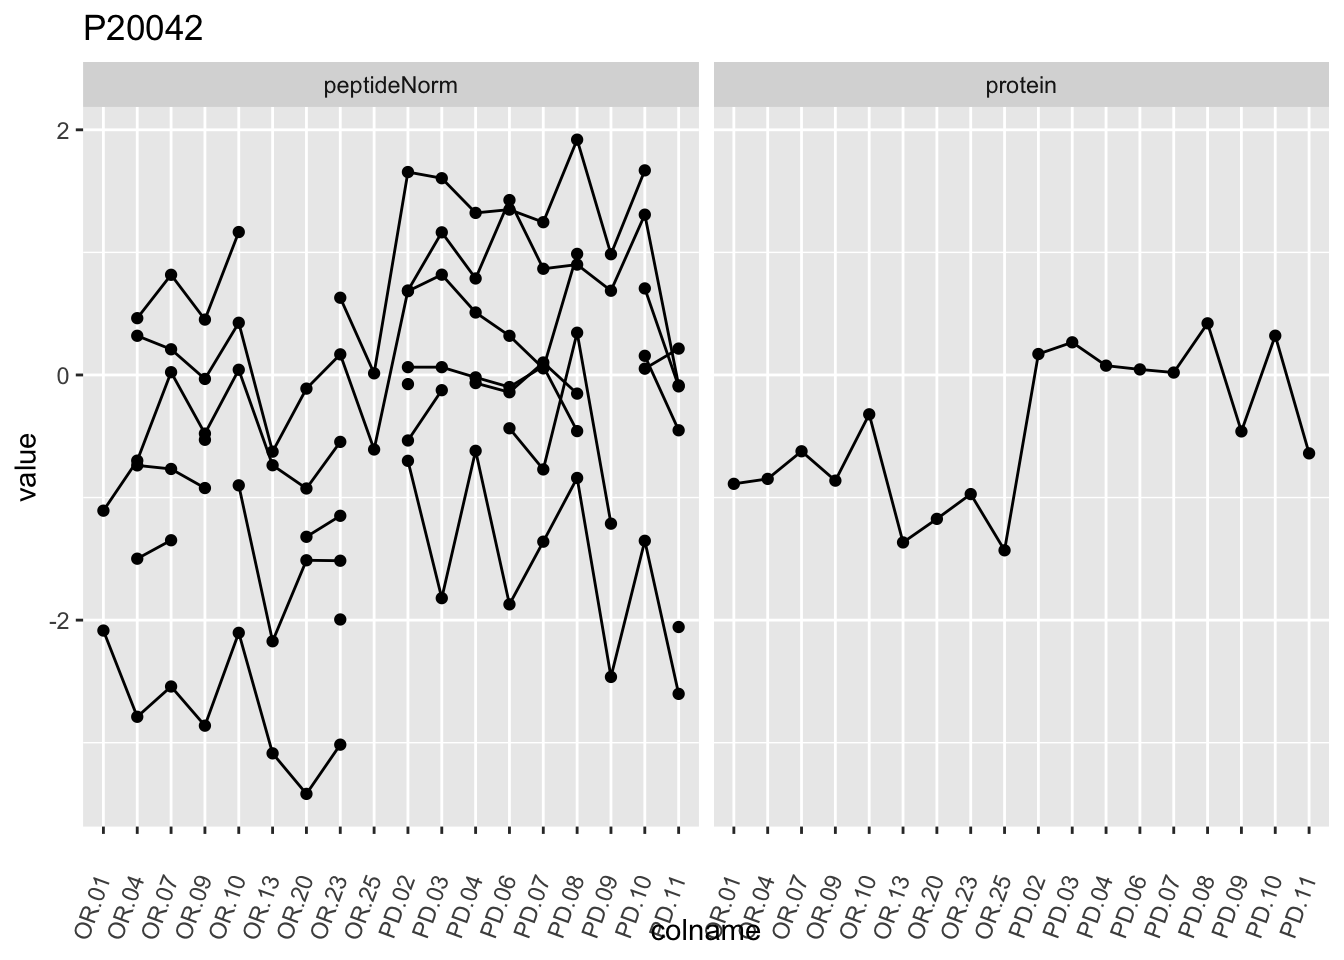 P20042
peptideNorm protein
value
2
0
-2
OR.01 OR.04 OR.07 OR.09 OR.10 OR.13 OR.20 OR.23 OR.25 PD.02 PD.03 PD.04 PD.06 PD.07 PD.08 PD.09 PD.10 PD.11 OR.01 OR.04 OR.07 OR.09 OR.10 OR.13 OR.20 OR.23 OR.25 PD.02 PD.03 PD.04 PD.06 PD.07 PD.08 PD.09 PD.10 PD.11
colname